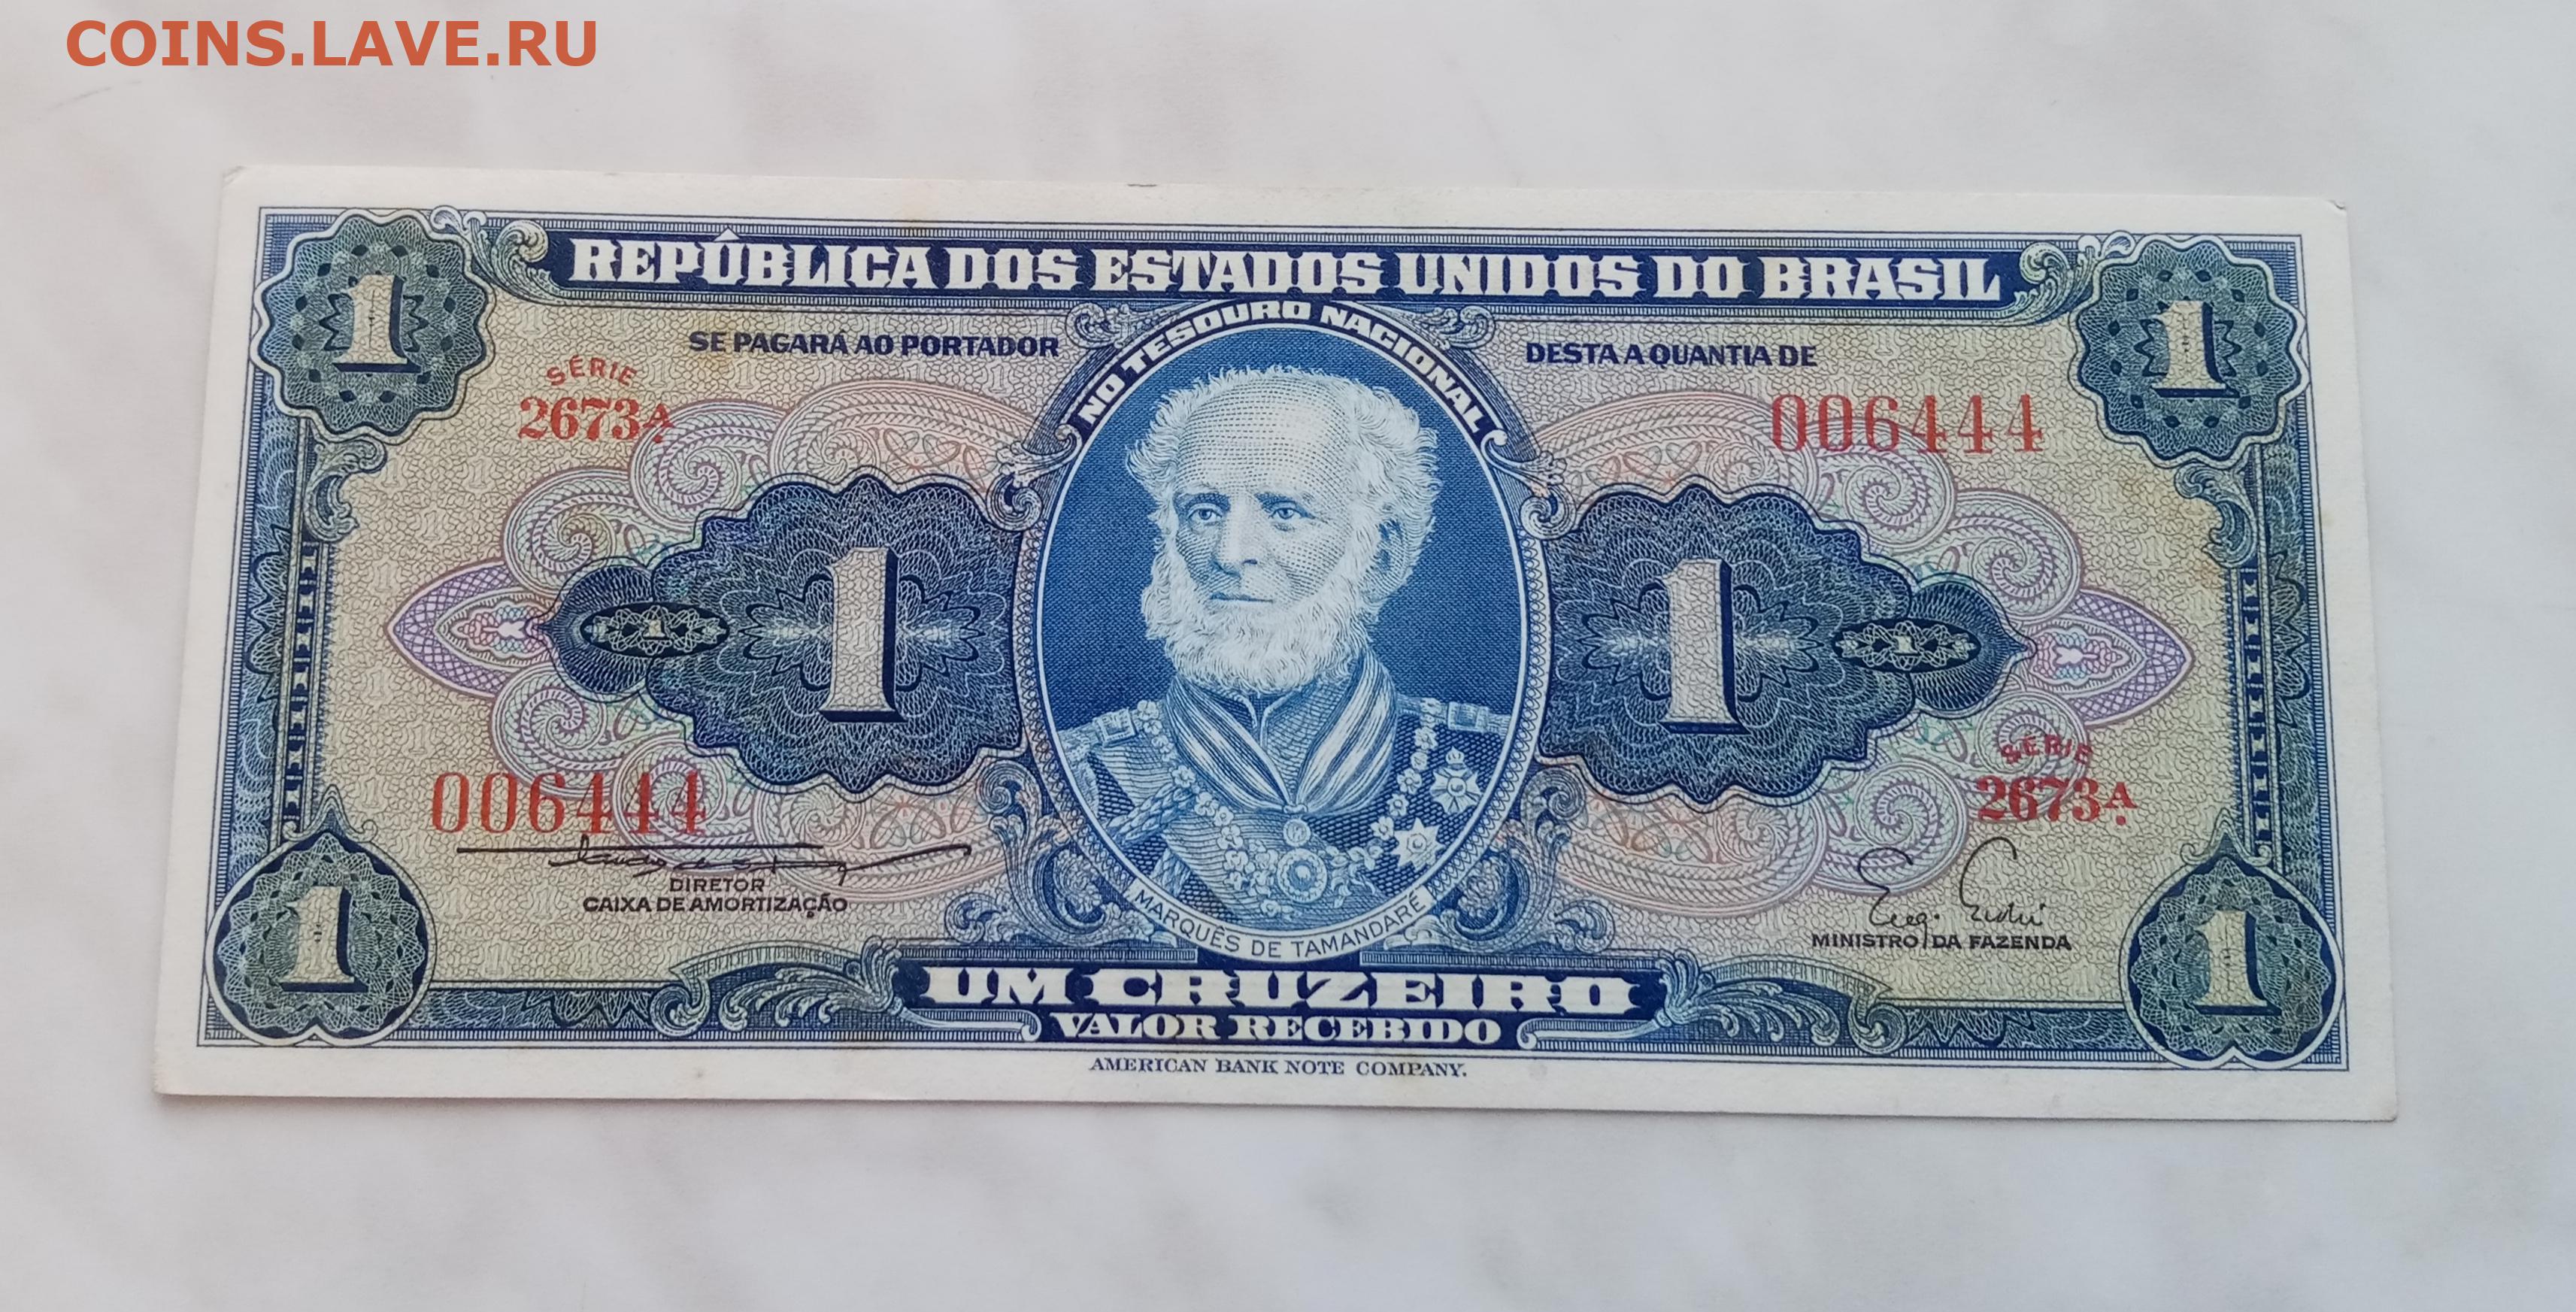 COINS.LAVE.RU
1
REPÚBLICA DOS ESTADOS UNIDOS DO BRASIL
1
NO TESOURO NACIONAL
SE PAGARÁ AO PORTADOR
DESTA A QUANTIA DE
SÉRIE
2673A.
006444
1
1
1
1
SÉRIE
2673A.
006444
DIRETOR
CAIXA DE AMORTIZAÇÃO
MARQUÊS DE TAMANDARÉ
MINISTRO DA FAZENDA
1
UM CRUZEIRO
1
VALOR RECEBIDO
AMERICAN BANK NOTE COMPANY.